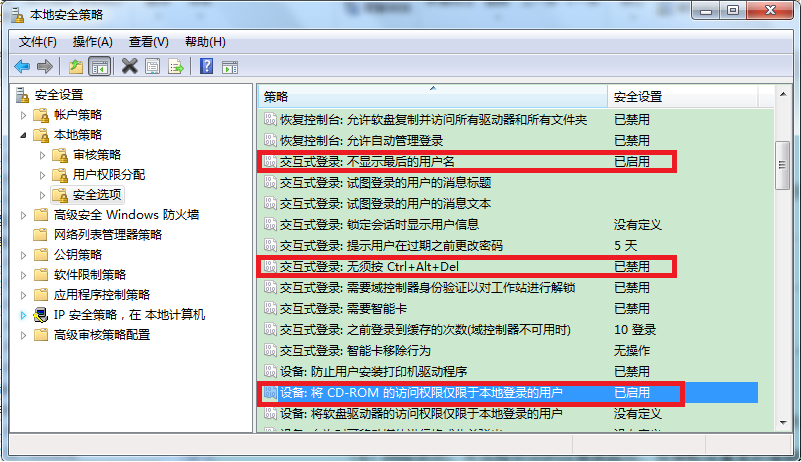 本地安全策略
文件(F) 操作(A) 查看(V) 帮助(H)
安全设置
帐户策略
本地策略
审核策略
用户权限分配
安全选项
高级安全 Windows 防火墙
网络列表管理器策略
公钥策略
软件限制策略
应用程序控制策略
IP 安全策略，在 本地计算机
高级审核策略配置
策略 安全设置
恢复控制台: 允许软盘复制并访问所有驱动器和所有文件夹 已禁用
恢复控制台: 允许自动管理登录 已禁用
交互式登录: 不显示最后的用户名 已启用
交互式登录: 试图登录的用户的消息标题
交互式登录: 试图登录的用户的消息文本
交互式登录: 锁定会话时显示用户信息 没有定义
交互式登录: 提示用户在过期之前更改密码 5 天
交互式登录: 无须按 Ctrl+Alt+Del 已禁用
交互式登录: 需要域控制器身份验证以对工作站进行解锁 已禁用
交互式登录: 需要智能卡 已禁用
交互式登录: 之前登录到缓存的次数(域控制器不可用时) 10 登录
交互式登录: 智能卡移除行为 无操作
设备: 防止用户安装打印机驱动程序 已禁用
设备: 将 CD-ROM 的访问权限仅限于本地登录的用户 已启用
设备: 将软盘驱动器的访问权限仅限于本地登录的用户 没有定义